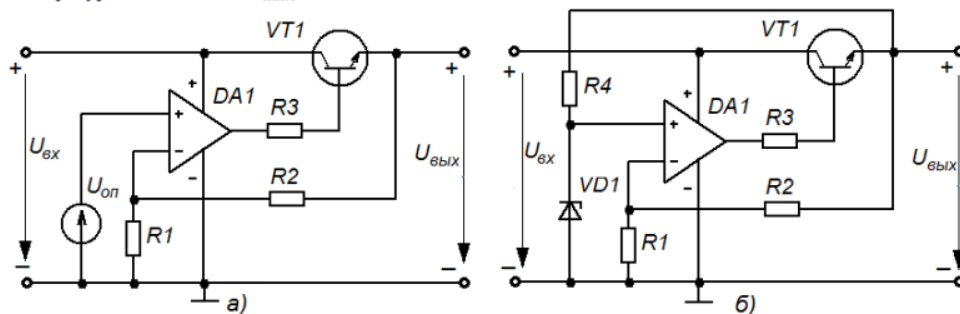 VT1
+
+
DA1
R3
+
+
Uвх
Uоп
−
−
R2
Uвых
R1
−
−
а)
VT1
+
R4
+
DA1
R3
+
+
Uвх
VD1
−
−
R2
Uвых
R1
−
−
б)